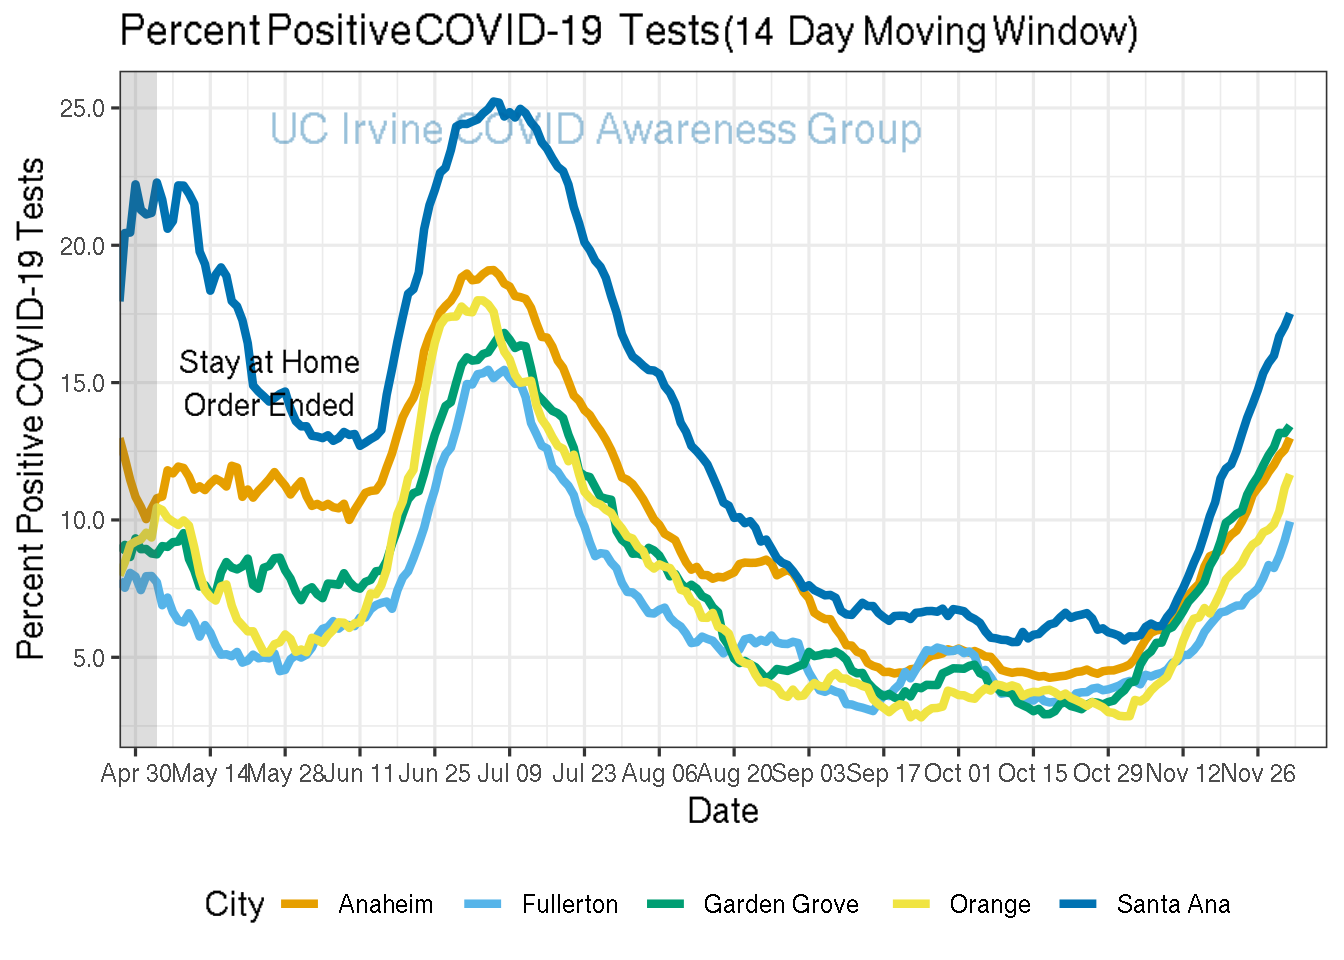 Percent Positive COVID-19 Tests (14 Day Moving Window)
UC Irvine COVID Awareness Group
Stay at Home
Order Ended
Percent Positive COVID-19 Tests
25.0
20.0
15.0
10.0
5.0
Apr 30 May 14 May 28 Jun 11 Jun 25 Jul 09 Jul 23 Aug 06 Aug 20 Sep 03 Sep 17 Oct 01 Oct 15 Oct 29 Nov 12 Nov 26
Date
City Anaheim Fullerton Garden Grove Orange Santa Ana